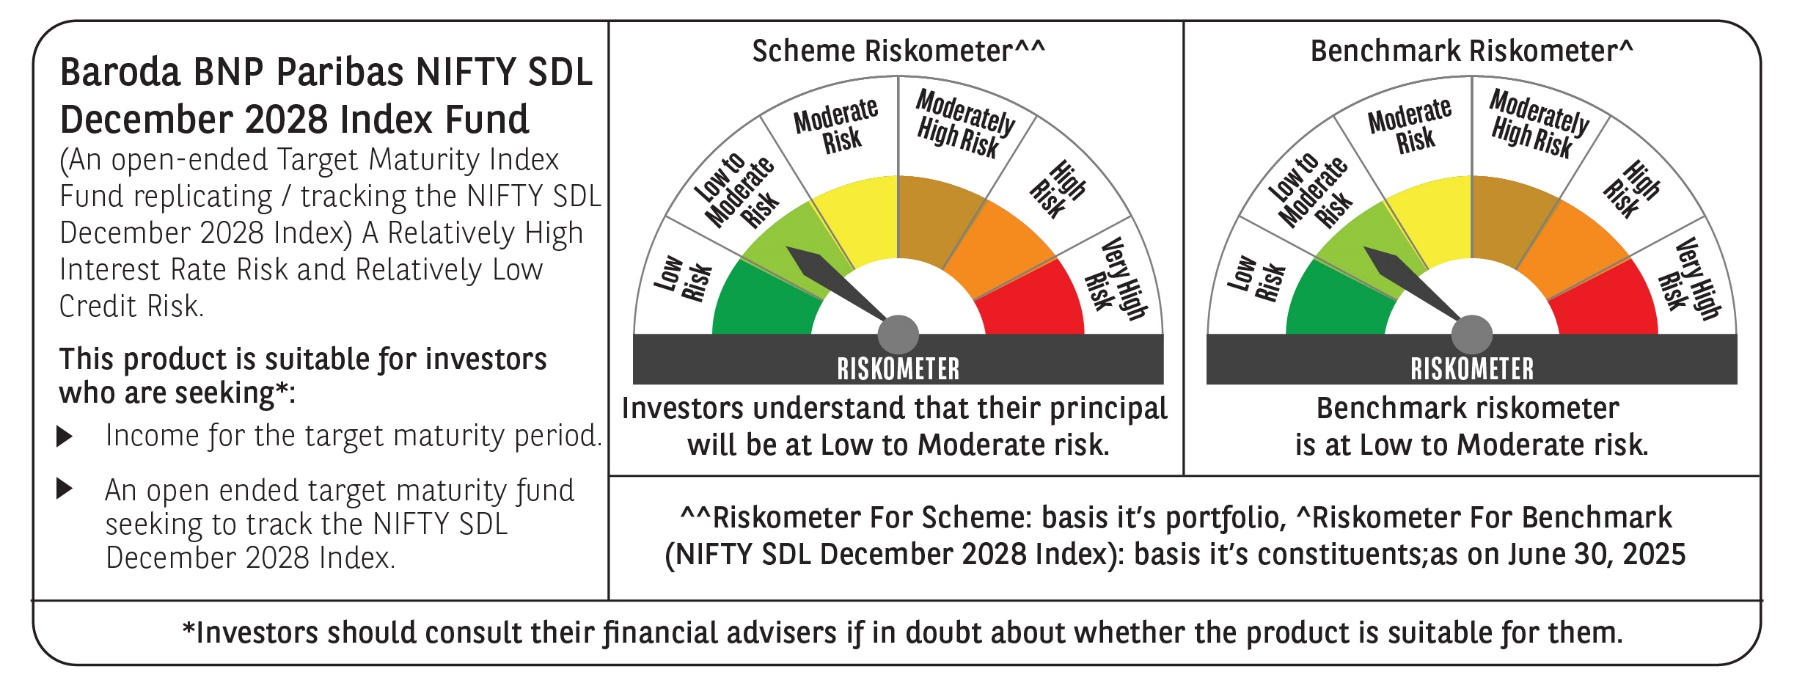 Baroda BNP Paribas NIFTY SDL
December 2028 Index Fund
(An open-ended Target Maturity Index
Fund replicating / tracking the NIFTY SDL
December 2028 Index) A Relatively High
Interest Rate Risk and Relatively Low
Credit Risk.
This product is suitable for investors
who are seeking*:
Income for the target maturity period.
An open ended target maturity fund
seeking to track the NIFTY SDL
December 2028 Index.
Scheme Riskometer^^
Low
Risk
Low to
Moderate
Risk
Moderate
Risk
Moderately
High Risk
High
Risk
Very High
Risk
RISKOMETER
Investors understand that their principal
will be at Low to Moderate risk.
Benchmark Riskometer^
Low
Risk
Low to
Moderate
Risk
Moderate
Risk
Moderately
High Risk
High
Risk
Very High
Risk
RISKOMETER
Benchmark riskometer
is at Low to Moderate risk.
^^Riskometer For Scheme: basis it’s portfolio, ^Riskometer For Benchmark
(NIFTY SDL December 2028 Index): basis it’s constituents;as on June 30, 2025
*Investors should consult their financial advisers if in doubt about whether the product is suitable for them.